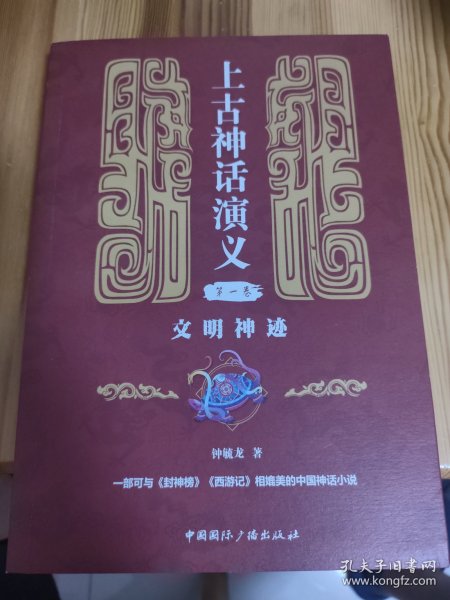 上古神话演义
第一卷
文明神迹
钟毓龙 著
一部可与《封神榜》《西游记》相媲美的中国神话小说
中国国际广播出版社
孔夫子旧书网
www.kongfz.com